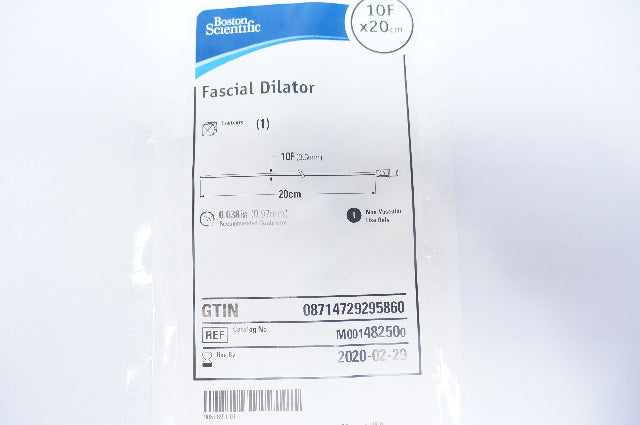 Boston
Scientific
10F
x20cm
Fascial Dilator
Contents (1)
10F (3.3mm)
20cm
0.038in (0.97mm)
Recommended Guidewire
Non-Vascular
Use Only
GTIN 08714729295860
REF Catalog No. M001482500
Use By 2020-02-29